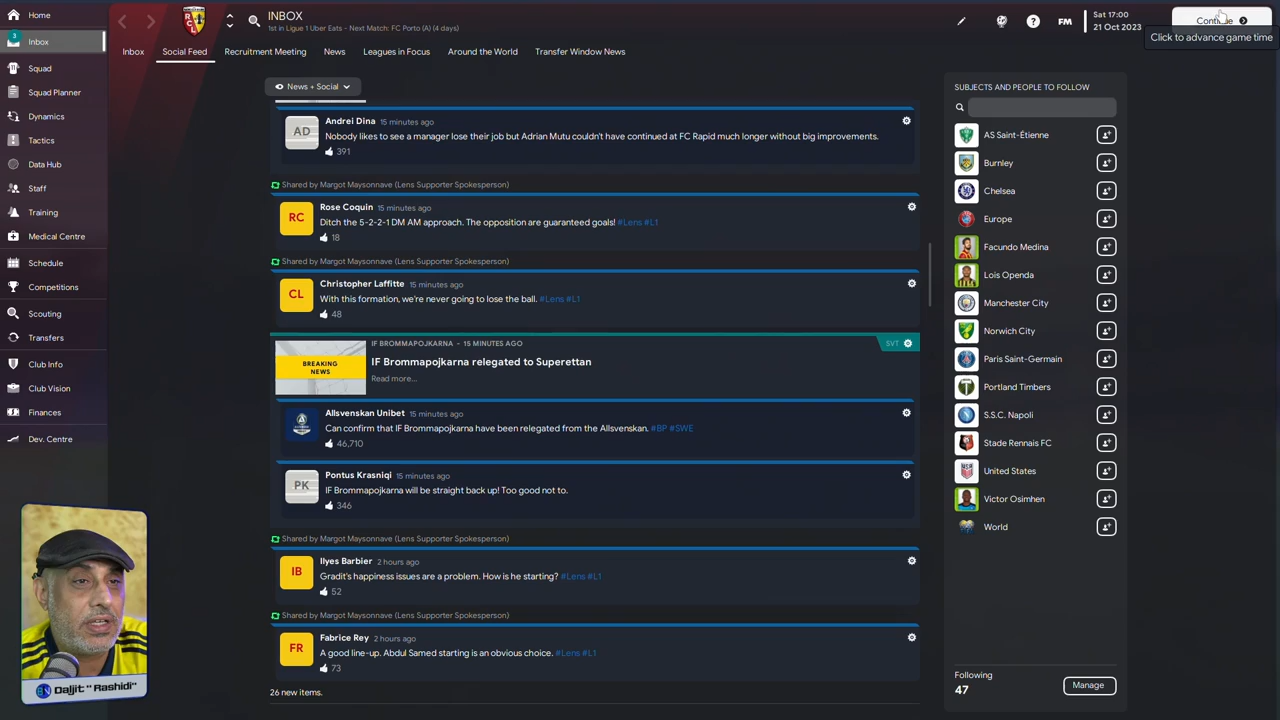 Home
INBOX
1st in Ligue 1 Uber Eats - Next Match: FC Porto (A) (4 days)
FM
Sat 17:00
21 Oct 2023
Continue
Click to advance game time
3
Inbox
Squad
Squad Planner
Dynamics
Tactics
Data Hub
Staff
Training
Medical Centre
Schedule
Competitions
Scouting
Transfers
Club Info
Club Vision
Finances
Dev. Centre
Inbox
Social Feed
Recruitment Meeting
News
Leagues in Focus
Around the World
Transfer Window News
News + Social
AD
Andrei Dina 15 minutes ago
Nobody likes to see a manager lose their job but Adrian Mutu couldn't have continued at FC Rapid much longer without big improvements.
391
Shared by Margot Maysonnave (Lens Supporter Spokesperson)
RC
Rose Coquin 15 minutes ago
Ditch the 5-2-2-1 DM AM approach. The opposition are guaranteed goals! #Lens #L1
18
Shared by Margot Maysonnave (Lens Supporter Spokesperson)
CL
Christopher Laffitte 15 minutes ago
With this formation, we're never going to lose the ball. #Lens #L1
48
BREAKING
NEWS
IF BROMMAPOJKARNA - 15 MINUTES AGO
SVT
IF Brommapojkarna relegated to Superettan
Read more...
Allsvenskan Unibet 15 minutes ago
Can confirm that IF Brommapojkarna have been relegated from the Allsvenskan. #BP #SWE
46,710
PK
Pontus Krasniqi 15 minutes ago
IF Brommapojkarna will be straight back up! Too good not to.
346
Shared by Margot Maysonnave (Lens Supporter Spokesperson)
IB
Ilyes Barbier 2 hours ago
Gradit's happiness issues are a problem. How is he starting? #Lens #L1
52
Shared by Margot Maysonnave (Lens Supporter Spokesperson)
FR
Fabrice Rey 2 hours ago
A good line-up. Abdul Samed starting is an obvious choice. #Lens #L1
73
26 new items.
SUBJECTS AND PEOPLE TO FOLLOW
AS Saint-Étienne
Burnley
Chelsea
Europe
Facundo Medina
Lois Openda
Manchester City
Norwich City
Paris Saint-Germain
Portland Timbers
S.S.C. Napoli
Stade Rennais FC
United States
Victor Osimhen
World
Following
47
Manage
Daljit "Rashidi"